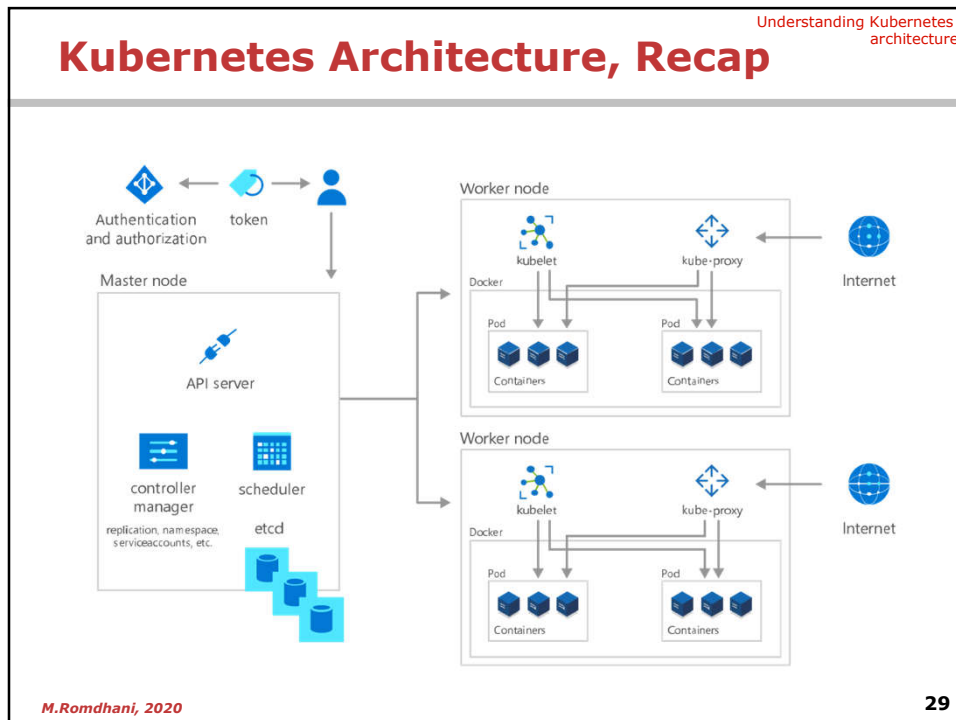 Understanding Kubernetes
architecture
Kubernetes Architecture, Recap
Authentication
and authorization
token
Master node
API server
controller
manager
replication, namespace,
serviceaccounts, etc.
scheduler
etcd
Worker node
kubelet
kube-proxy
Internet
Docker
Pod
Containers
Pod
Containers
Worker node
kubelet
kube-proxy
Internet
Docker
Pod
Containers
Pod
Containers
M.Romdhani, 2020
29